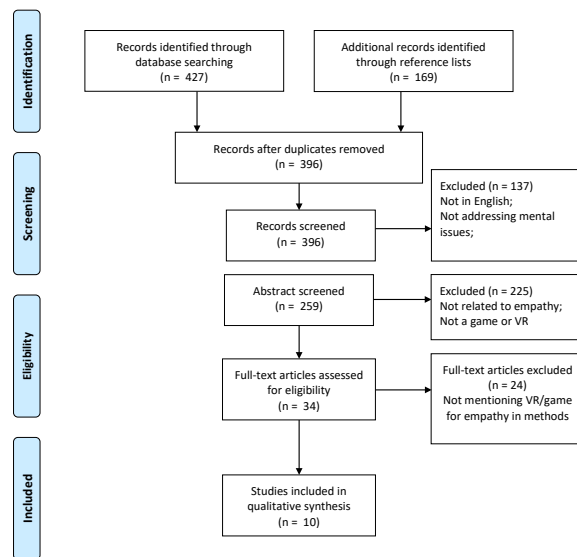 Identification
Records identified through
database searching
(n = 427)
Additional records identified
through reference lists
(n = 169)
Records after duplicates removed
(n = 396)
Screening
Records screened
(n = 396)
Excluded (n = 137)
Not in English;
Not addressing mental
issues;
Abstract screened
(n = 259)
Excluded (n = 225)
Not related to empathy;
Not a game or VR
Eligibility
Full-text articles assessed
for eligibility
(n = 34)
Full-text articles excluded
(n = 24)
Not mentioning VR/game
for empathy in methods
Included
Studies included in
qualitative synthesis
(n = 10)